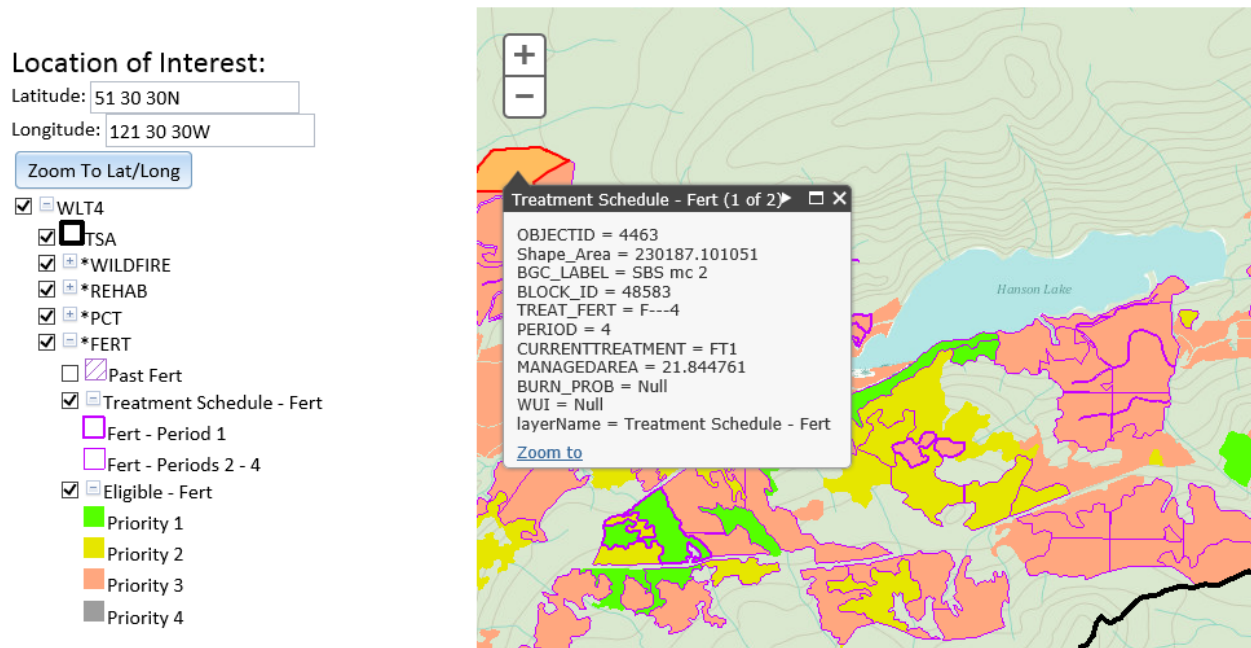 Location of Interest:
Latitude: 51 30 30N
Longitude: 121 30 30W
Zoom To Lat/Long
WLT4
TSA
*WILDFIRE
*REHAB
*PCT
*FERT
Past Fert
Treatment Schedule - Fert
Fert - Period 1
Fert - Periods 2 - 4
Eligible - Fert
Priority 1
Priority 2
Priority 3
Priority 4
Treatment Schedule - Fert (1 of 2)
OBJECTID = 4463
Shape_Area = 230187.101051
BGC_LABEL = SBS mc 2
BLOCK_ID = 48583
TREAT_FERT = F---4
PERIOD = 4
CURRENTTREATMENT = FT1
MANAGEDAREA = 21.844761
BURN_PROB = Null
WUI = Null
layerName = Treatment Schedule - Fert
Zoom to
Hanson Lake